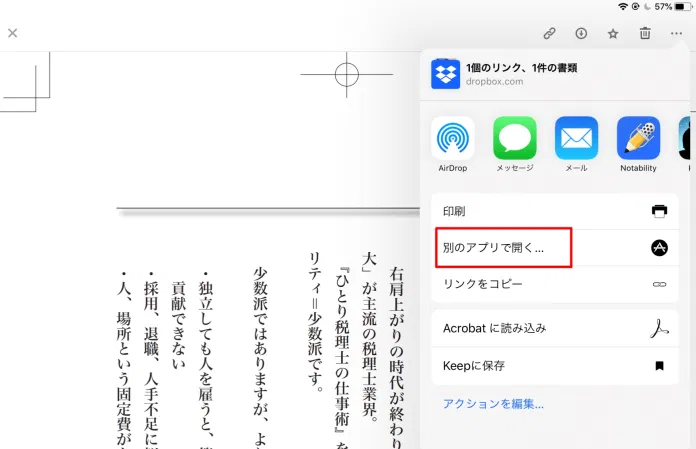 57%
1個のリンク、1件の書類
dropbox.com
AirDrop
メッセージ
メール
Notability
印刷
別のアプリで開く...
リンクをコピー
Acrobat に読み込み
Keepに保存
アクションを編集...
右肩上がりの時代が終わり
大」が主流の税理士業界。
『ひとり税理士の仕事術』を
リティ＝少数派です。
少数派ではありますが、よ
・独立しても人を雇うと、
貢献できない
・採用、退職、人手不足に
・人、場所という固定費が